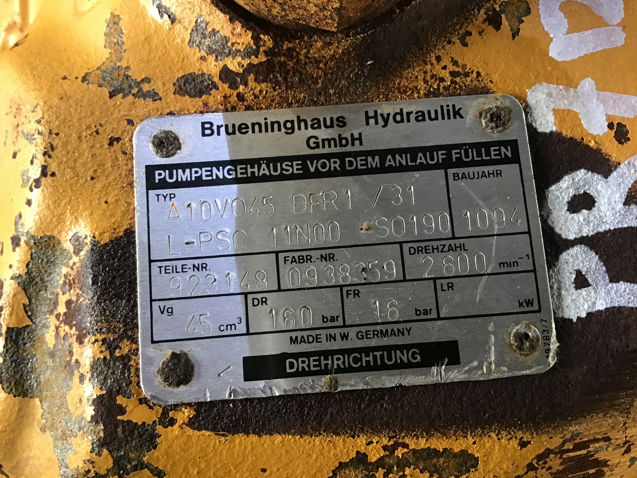 Brueninghaus Hydraulik
GmbH
PUMPENGEHÄUSE VOR DEM ANLAUF FÜLLEN
TYP
BAUJAHR
A10VO45 DFR1 /31
L-PSC 11N00 -SO190 1094
TEILE-NR. 923148 FABR.-NR. 0938359 DREHZAHL 2600 min⁻¹
Vg 45 cm³ DR 160 bar FR 16 bar LR kW
MADE IN W. GERMANY
DREHRICHTUNG
PR